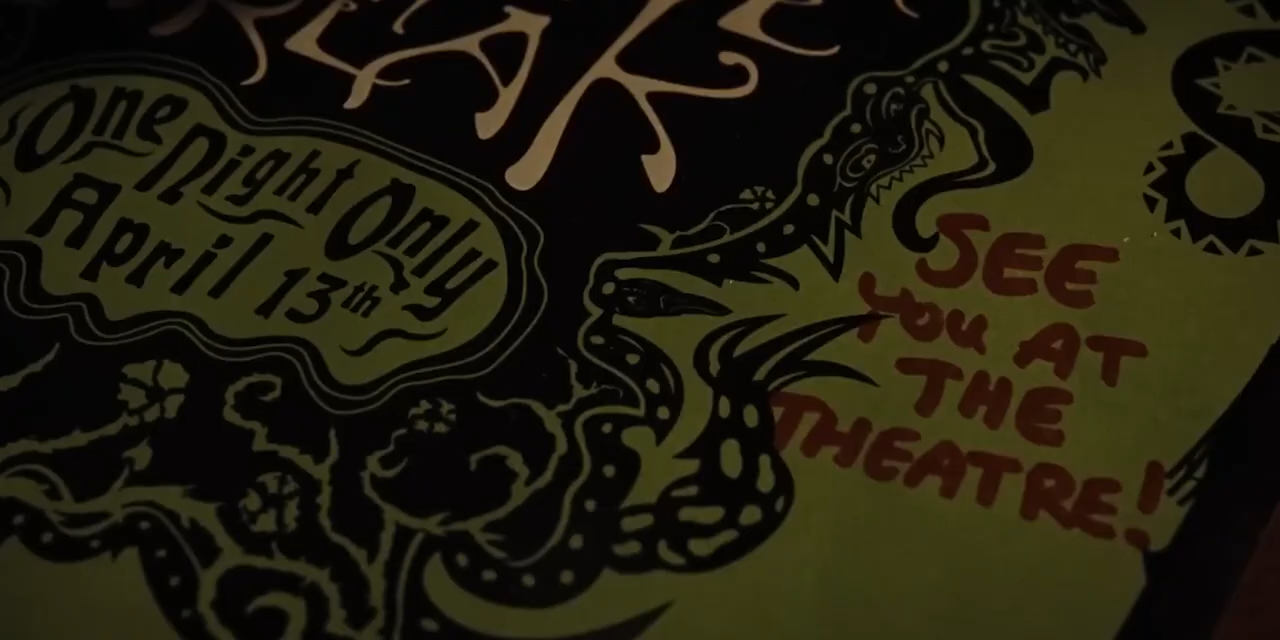 One Night Only
April 13th
SEE
YOU AT
THE
THEATRE!